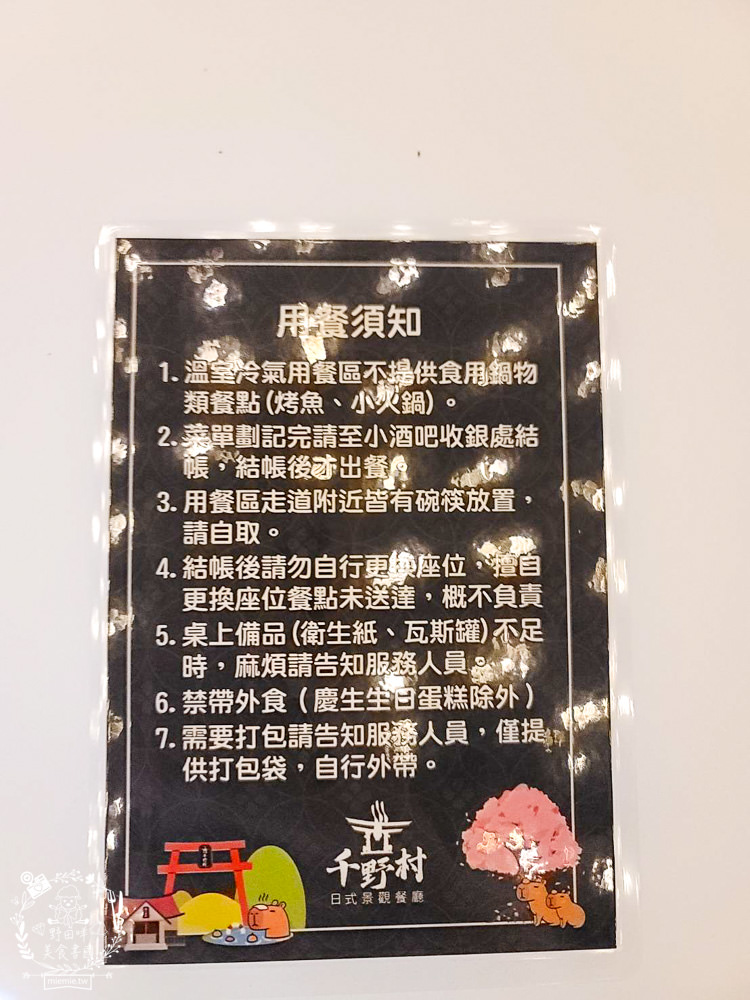 用餐須知
1. 溫室冷氣用餐區不提供食用鍋物
類餐點(烤魚、小火鍋)。
2. 菜單劃記完請至小酒吧收銀處結
帳，結帳後才出餐。
3. 用餐區走道附近皆有碗筷放置，
請自取。
4. 結帳後請勿自行更換座位，擅自
更換座位餐點未送達，概不負責
5. 桌上備品(衛生紙、瓦斯罐)不足
時，麻煩請告知服務人員。
6. 禁帶外食（慶生生日蛋糕除外）
7. 需要打包請告知服務人員，僅提
供打包袋，自行外帶。
千野村
日式景觀餐廳
miemie.tw